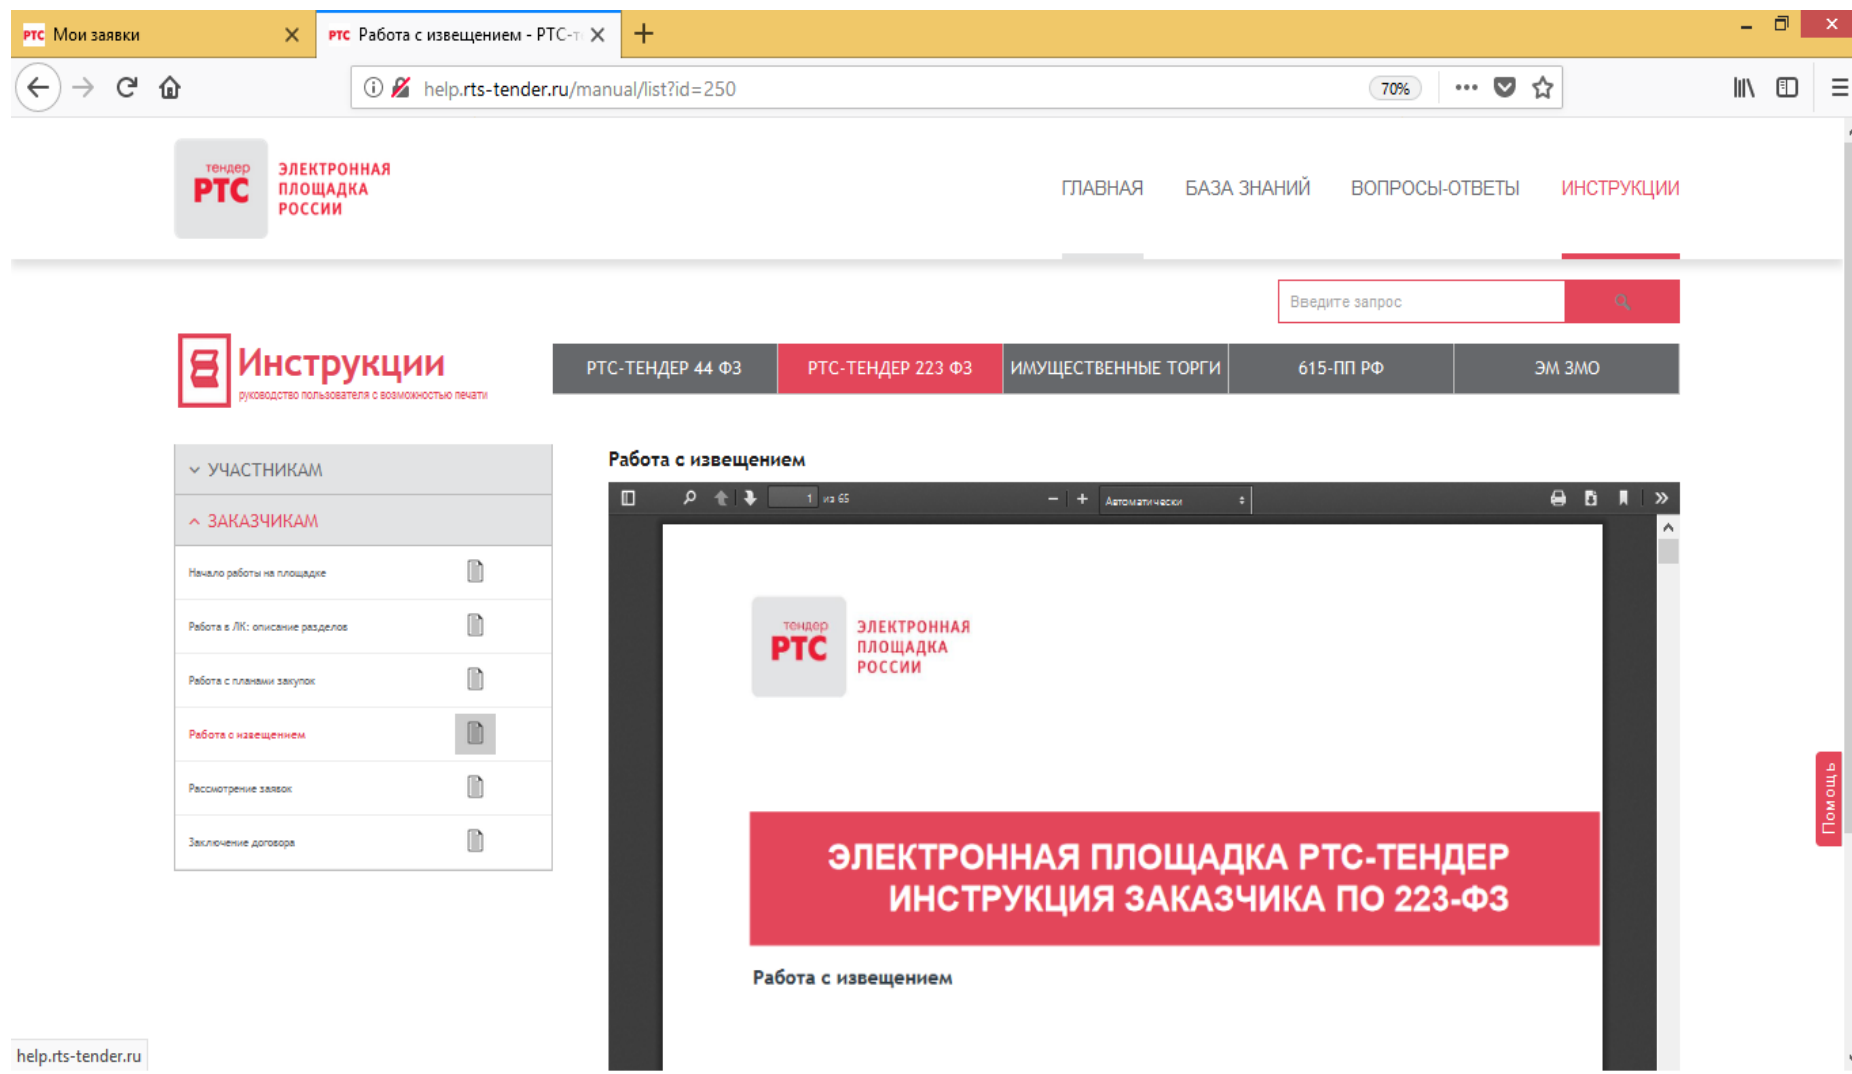 РТС Мои заявки
РТС Работа с извещением - РТС-т
help.rts-tender.ru/manual/list?id=250
70%
тендер
РТС
ЭЛЕКТРОННАЯ
ПЛОЩАДКА
РОССИИ
ГЛАВНАЯ БАЗА ЗНАНИЙ ВОПРОСЫ-ОТВЕТЫ ИНСТРУКЦИИ
Введите запрос
Инструкции
руководство пользователя с возможностью печати
РТС-ТЕНДЕР 44 ФЗ РТС-ТЕНДЕР 223 ФЗ ИМУЩЕСТВЕННЫЕ ТОРГИ 615-ПП РФ ЭМ ЗМО
УЧАСТНИКАМ
ЗАКАЗЧИКАМ
Начало работы на площадке
Работа в ЛК: описание разделов
Работа с планами закупок
Работа с извещением
Рассмотрение заявок
Заключение договора
Работа с извещением
1 из 65
Автоматически
тендер
РТС
ЭЛЕКТРОННАЯ
ПЛОЩАДКА
РОССИИ
ЭЛЕКТРОННАЯ ПЛОЩАДКА РТС-ТЕНДЕР
ИНСТРУКЦИЯ ЗАКАЗЧИКА ПО 223-ФЗ
Работа с извещением
Помощь
help.rts-tender.ru